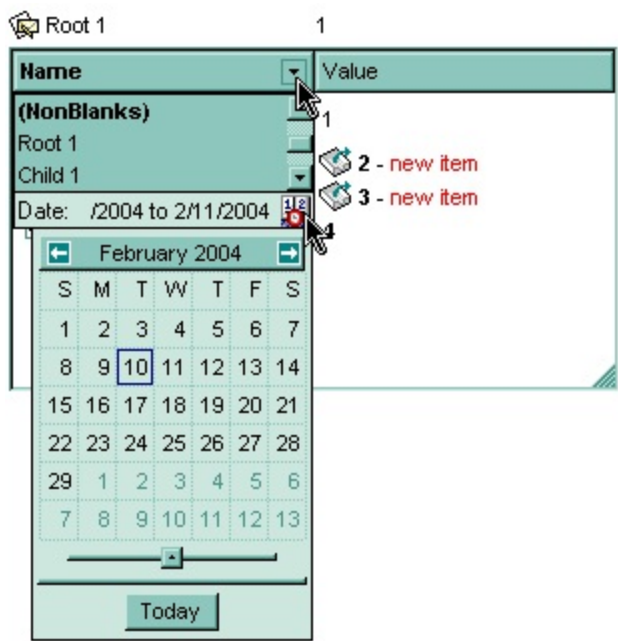 Root 1 1
Name Value
(NonBlanks)
1
Root 1
2 - new item
Child 1
3 - new item
Date: /2004 to 2/11/2004
4
February 2004
S M T W T F S
1 2 3 4 5 6 7
8 9 10 11 12 13 14
15 16 17 18 19 20 21
22 23 24 25 26 27 28
29 1 2 3 4 5 6
7 8 9 10 11 12 13
Today